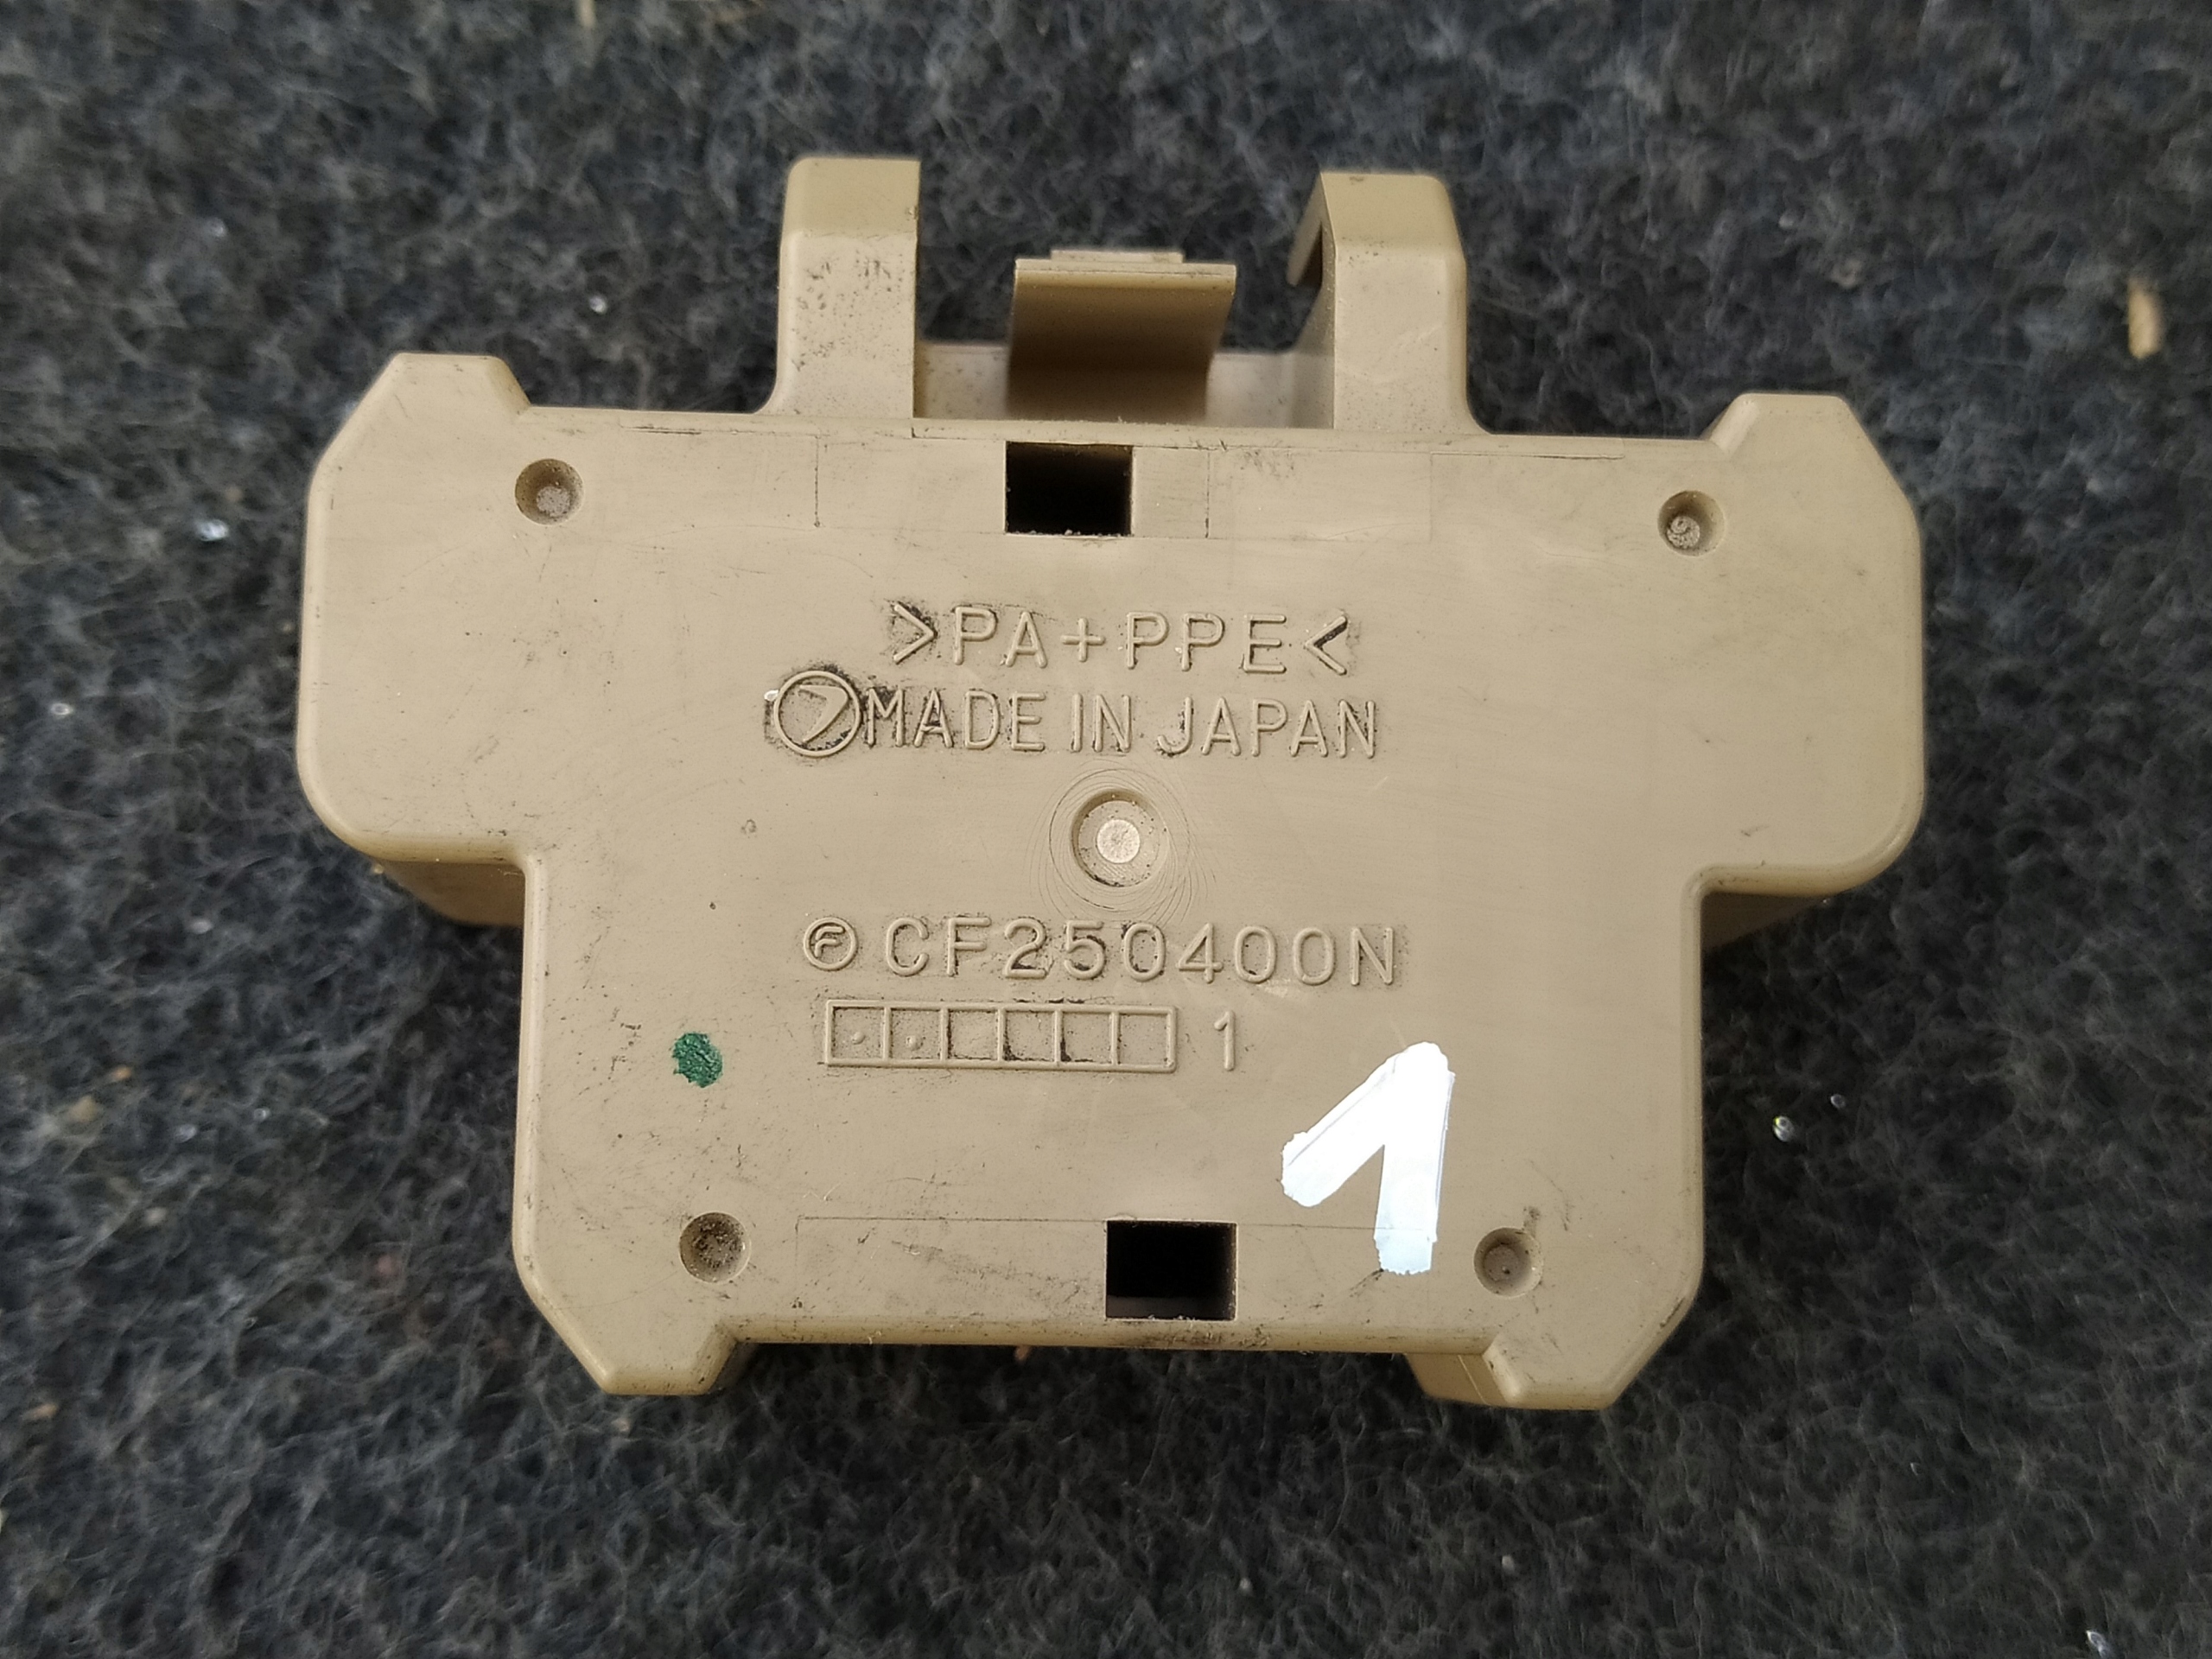 >PA+PPE<
MADE IN JAPAN
CF250400N
1
1